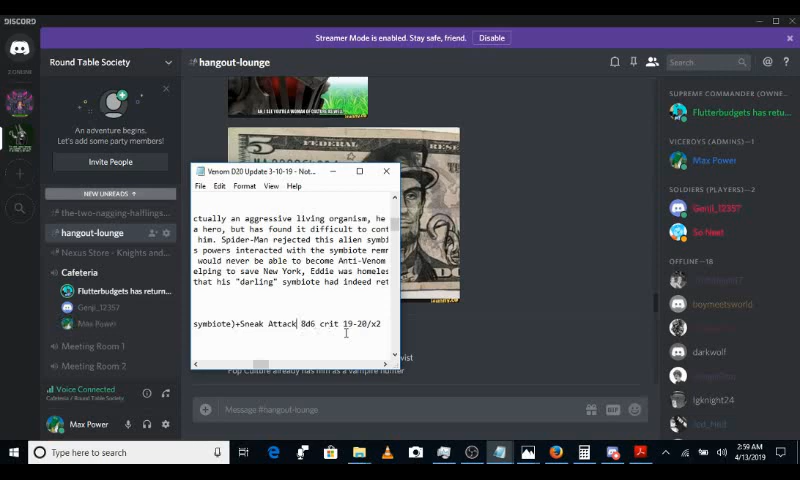 DISCORD
Streamer Mode is enabled. Stay safe, friend.
Disable
ZONLINE
Round Table Society
hangout-lounge
Search...
An adventure begins.
Let's add some party members!
Invite People
NEW UNREADS ↑
the-two-nagging-halflings
hangout-lounge
Nexus Store - Knights and
Cafeteria
Flutterbudgets has return...
Genji_12357
Max Power
Meeting Room 1
Meeting Room 2
Voice Connected
Cafeteria / Round Table Society
Max Power
5
FEDERAL
Venom D20 Update 3-10-19 - Not...
File Edit Format View Help
ctually an aggressive living organism, he
a hero, but has found it difficult to cont
him. Spider-Man rejected this alien symbi
s powers interacted with the symbiote remn
would never be able to become Anti-Venom
elping to save New York, Eddie was homeles
that his "darling" symbiote had indeed ret
symbiote)+Sneak Attack 8d6 crit 19-20/x2
vist
Pop Culture already has him as a vampire hunter
Message #hangout-lounge
GIF
SUPREME COMMANDER (OWNE...
Flutterbudgets has retu...
VICEROYS (ADMINS)—1
Max Power
SOLDIERS (PLAYERS)—2
Genji_12357
So Neet
OFFLINE—18
boymeetsworld
darkwolf
lgknight24
Type here to search
2:59 AM
4/13/2019